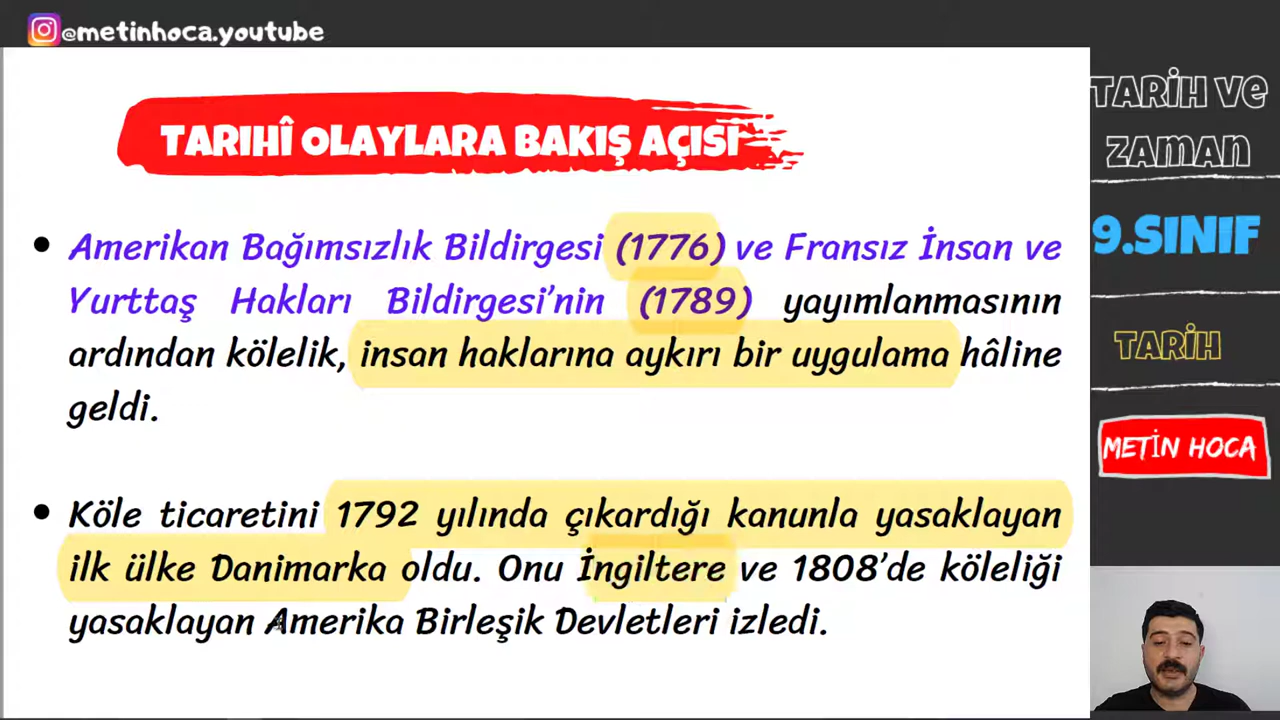 @metinhoca.youtube
TARIHÎ OLAYLARA BAKIŞ AÇISI
• Amerikan Bağımsızlık Bildirgesi (1776) ve Fransız İnsan ve
Yurttaş Hakları Bildirgesi’nin (1789) yayımlanmasının
ardından kölelik, insan haklarına aykırı bir uygulama hâline
geldi.
• Köle ticaretini 1792 yılında çıkardığı kanunla yasaklayan
ilk ülke Danimarka oldu. Onu İngiltere ve 1808’de köleliği
yasaklayan Amerika Birleşik Devletleri izledi.
TARİH VE
ZAMAN
9.SINIF
TARİH
METİN HOCA